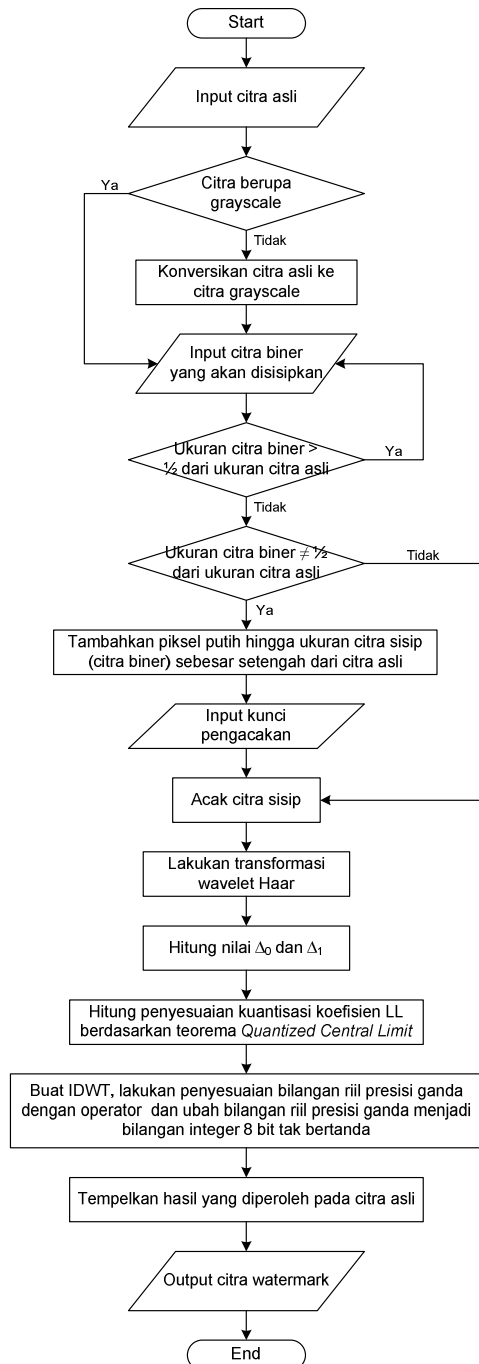 Start
Input citra asli
Ya
Citra berupa
grayscale
Tidak
Konversikan citra asli ke
citra grayscale
Input citra biner
yang akan disisipkan
Ukuran citra biner >
½ dari ukuran citra asli
Ya
Tidak
Ukuran citra biner ≠ ½
dari ukuran citra asli
Tidak
Ya
Tambahkan piksel putih hingga ukuran citra sisip
(citra biner) sebesar setengah dari citra asli
Input kunci
pengacakan
Acak citra sisip
Lakukan transformasi
wavelet Haar
Hitung nilai Δ₀ dan Δ₁
Hitung penyesuaian kuantisasi koefisien LL
berdasarkan teorema Quantized Central Limit
Buat IDWT, lakukan penyesuaian bilangan riil presisi ganda
dengan operator dan ubah bilangan riil presisi ganda menjadi
bilangan integer 8 bit tak bertanda
Tempelkan hasil yang diperoleh pada citra asli
Output citra watermark
End